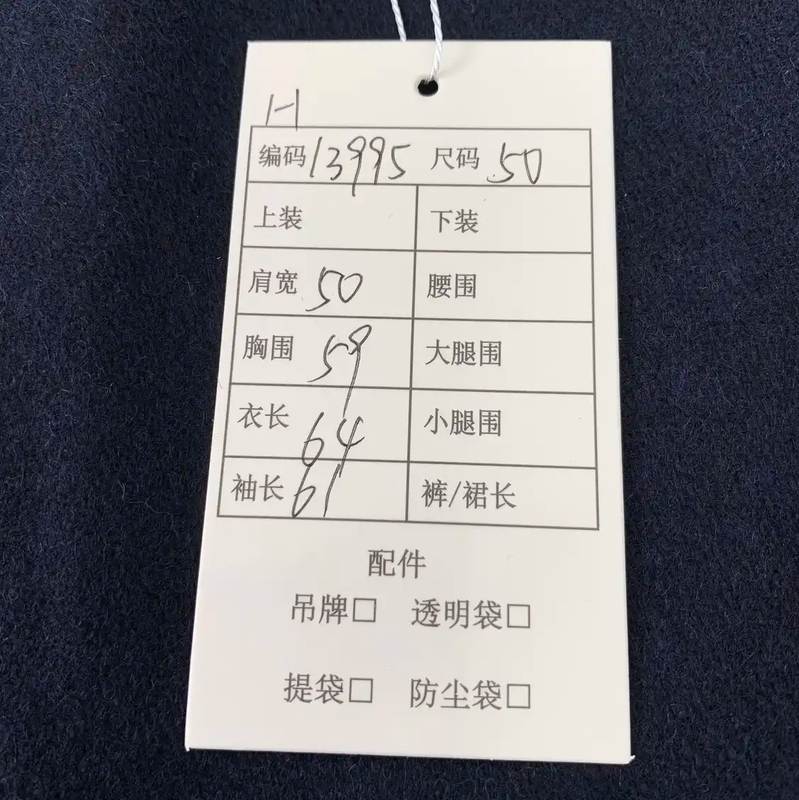 H
编码 13995 尺码 50
上装 下装
肩宽 50 腰围
胸围 59 大腿围
衣长 64 小腿围
袖长 61 裤/裙长
配件
吊牌□ 透明袋□
提袋□ 防尘袋□